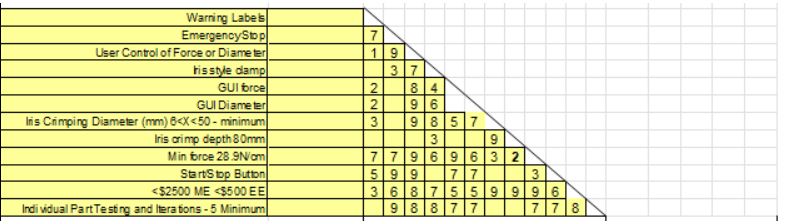 Warning Labels
EmergencyStop 7
User Control of Force or Diameter 1 9
Iris style clamp 3 7
GUI force 2 8 4
GUI Diameter 2 9 6
Iris Crimping Diameter (mm) 6<X<50 - minimum 3 9 8 5 7
Iris crimp depth 80mm 3 9
Min force 28.9N/cm 7 7 9 6 9 6 3 2
Start/Stop Button 5 9 9 7 7 3
<$2500 ME <$500 EE 3 6 8 7 5 5 9 9 9 6
Individual Part Testing and Iterations - 5 Minimum 9 8 8 7 7 7 7 8